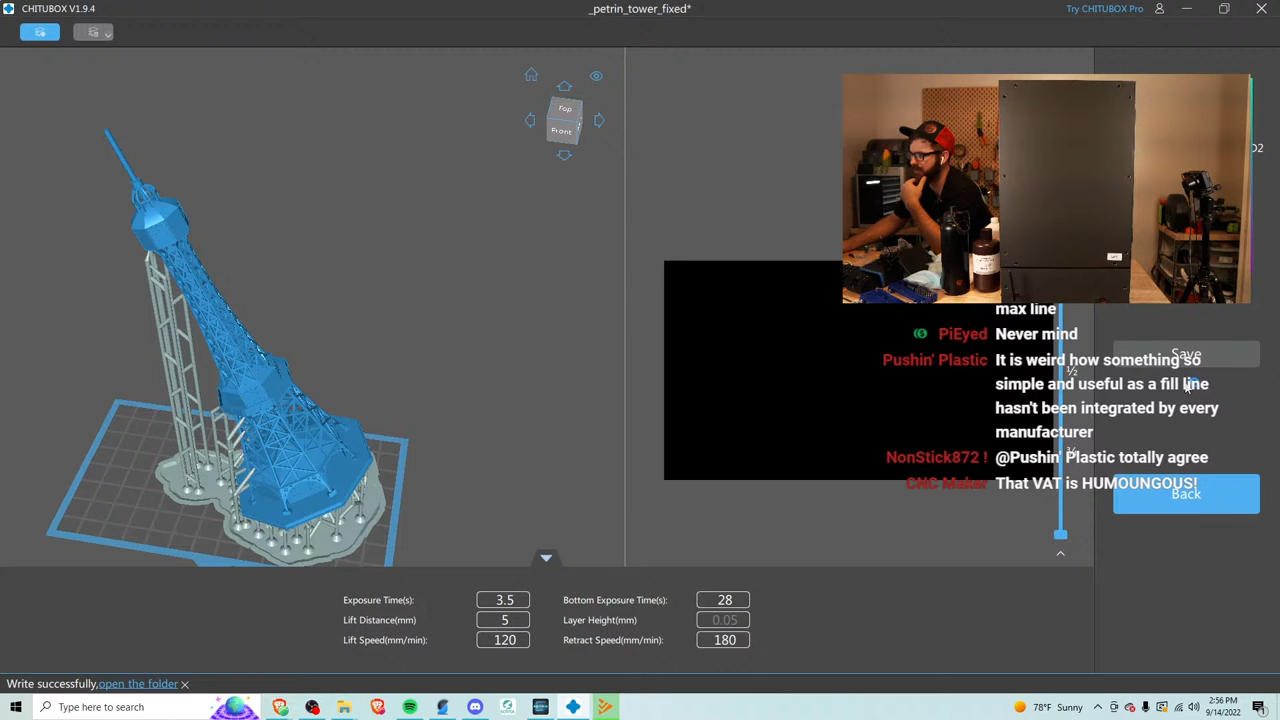 CHITUBOX V1.9.4
_petrin_tower_fixed*
Try CHITUBOX Pro
Top
Front
max line
PiEyed Never mind
Pushin' Plastic It is weird how something so
simple and useful as a fill line
hasn't been integrated by every
manufacturer
NonStick872 ! @Pushin' Plastic totally agree
CNC Maker That VAT is HUMOUNGOUS!
Save
½
Back
Exposure Time(s): 3.5 Bottom Exposure Time(s): 28
Lift Distance(mm) 5 Layer Height(mm) 0.05
Lift Speed(mm/min): 120 Retract Speed(mm/min): 180
Write successfully,open the folder
Type here to search
78°F Sunny
2:56 PM
9/14/2022